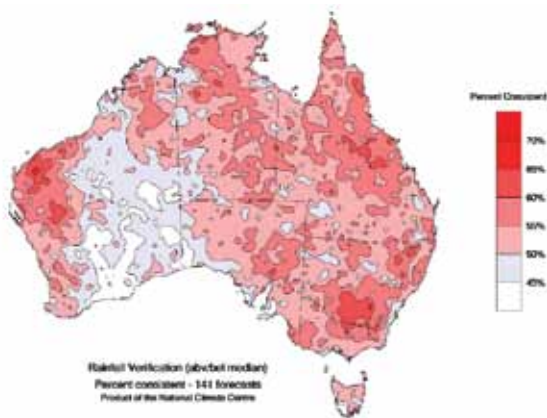 Percent Consistent
70%
65%
60%
55%
50%
45%
Rainfall Verification (abv/bel median)
Percent consistent - 141 forecasts
Product of the National Climate Centre